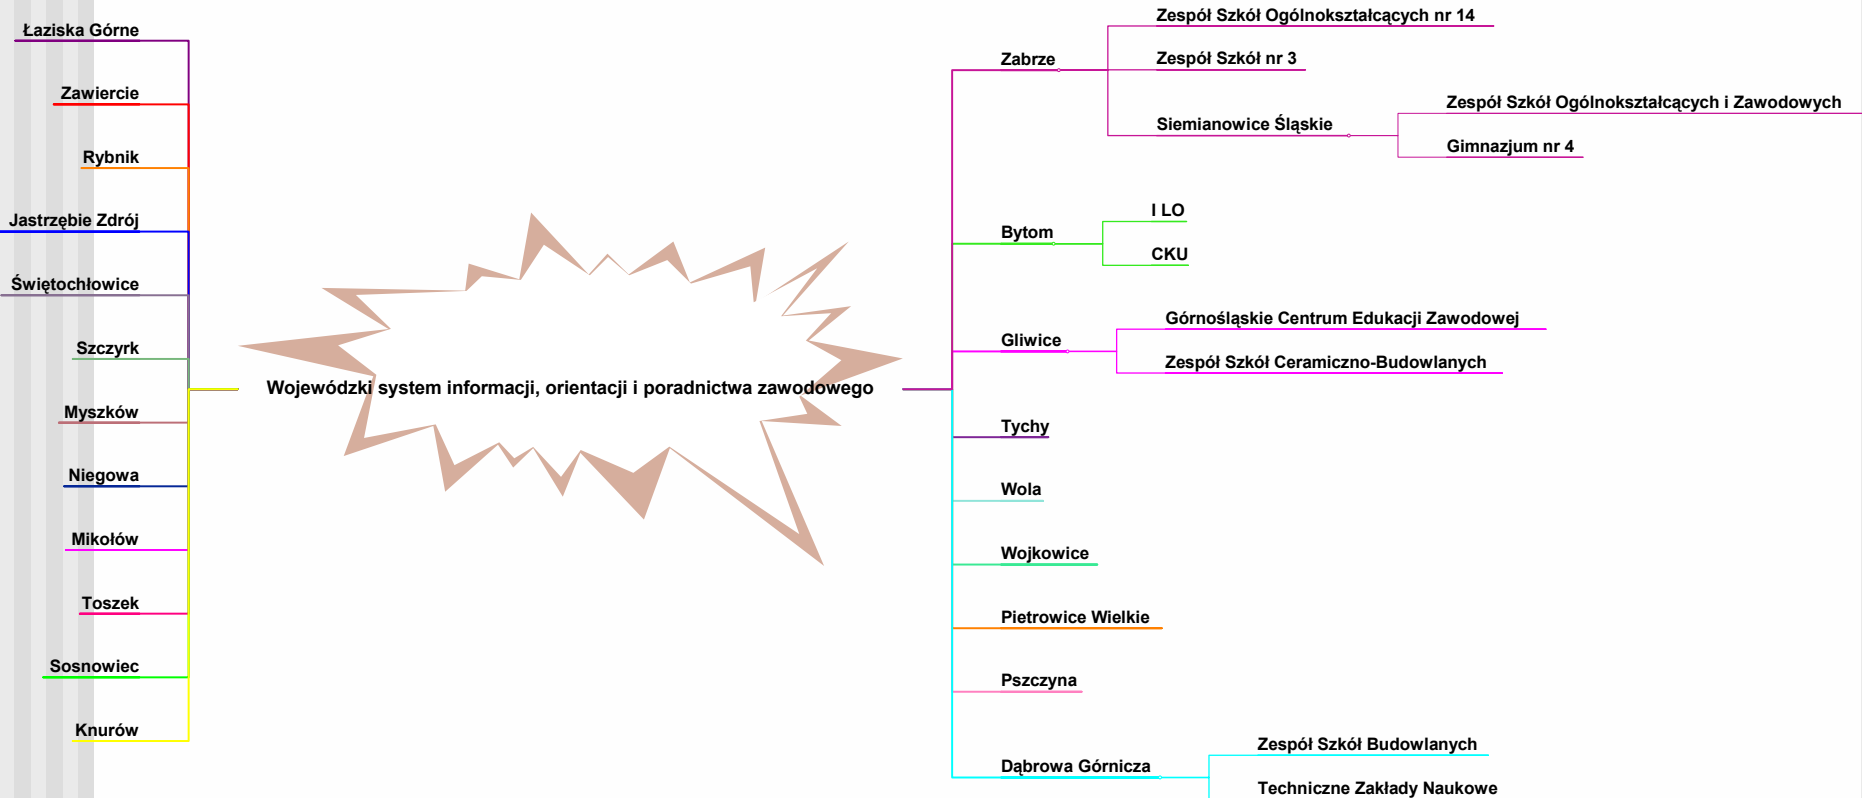 Łaziska Górne
Zawiercie
Rybnik
Jastrzębie Zdrój
Świętochłowice
Szczyrk
Myszków
Niegowa
Mikołów
Toszek
Sosnowiec
Knurów
Wojewódzki system informacji, orientacji i poradnictwa zawodowego
Zabrze
Zespół Szkół Ogólnokształcących nr 14
Zespół Szkół nr 3
Siemianowice Śląskie
Zespół Szkół Ogólnokształcących i Zawodowych
Gimnazjum nr 4
Bytom
I LO
CKU
Gliwice
Górnośląskie Centrum Edukacji Zawodowej
Zespół Szkół Ceramiczno-Budowlanych
Tychy
Wola
Wojkowice
Pietrowice Wielkie
Pszczyna
Dąbrowa Górnicza
Zespół Szkół Budowlanych
Techniczne Zakłady Naukowe